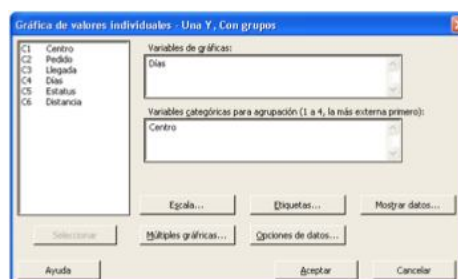 Gráfica de valores individuales - Una Y, Con grupos
C1 Centro
C2 Pedido
C3 Llegada
C4 Días
C5 Estatus
C6 Distancia
Variables de gráficas:
Días
Variables categóricas para agrupación (1 a 4, la más externa primero):
Centro
Escala... Etiquetas... Mostrar datos...
Seleccionar Múltiples gráficas... Opciones de datos...
Ayuda Aceptar Cancelar